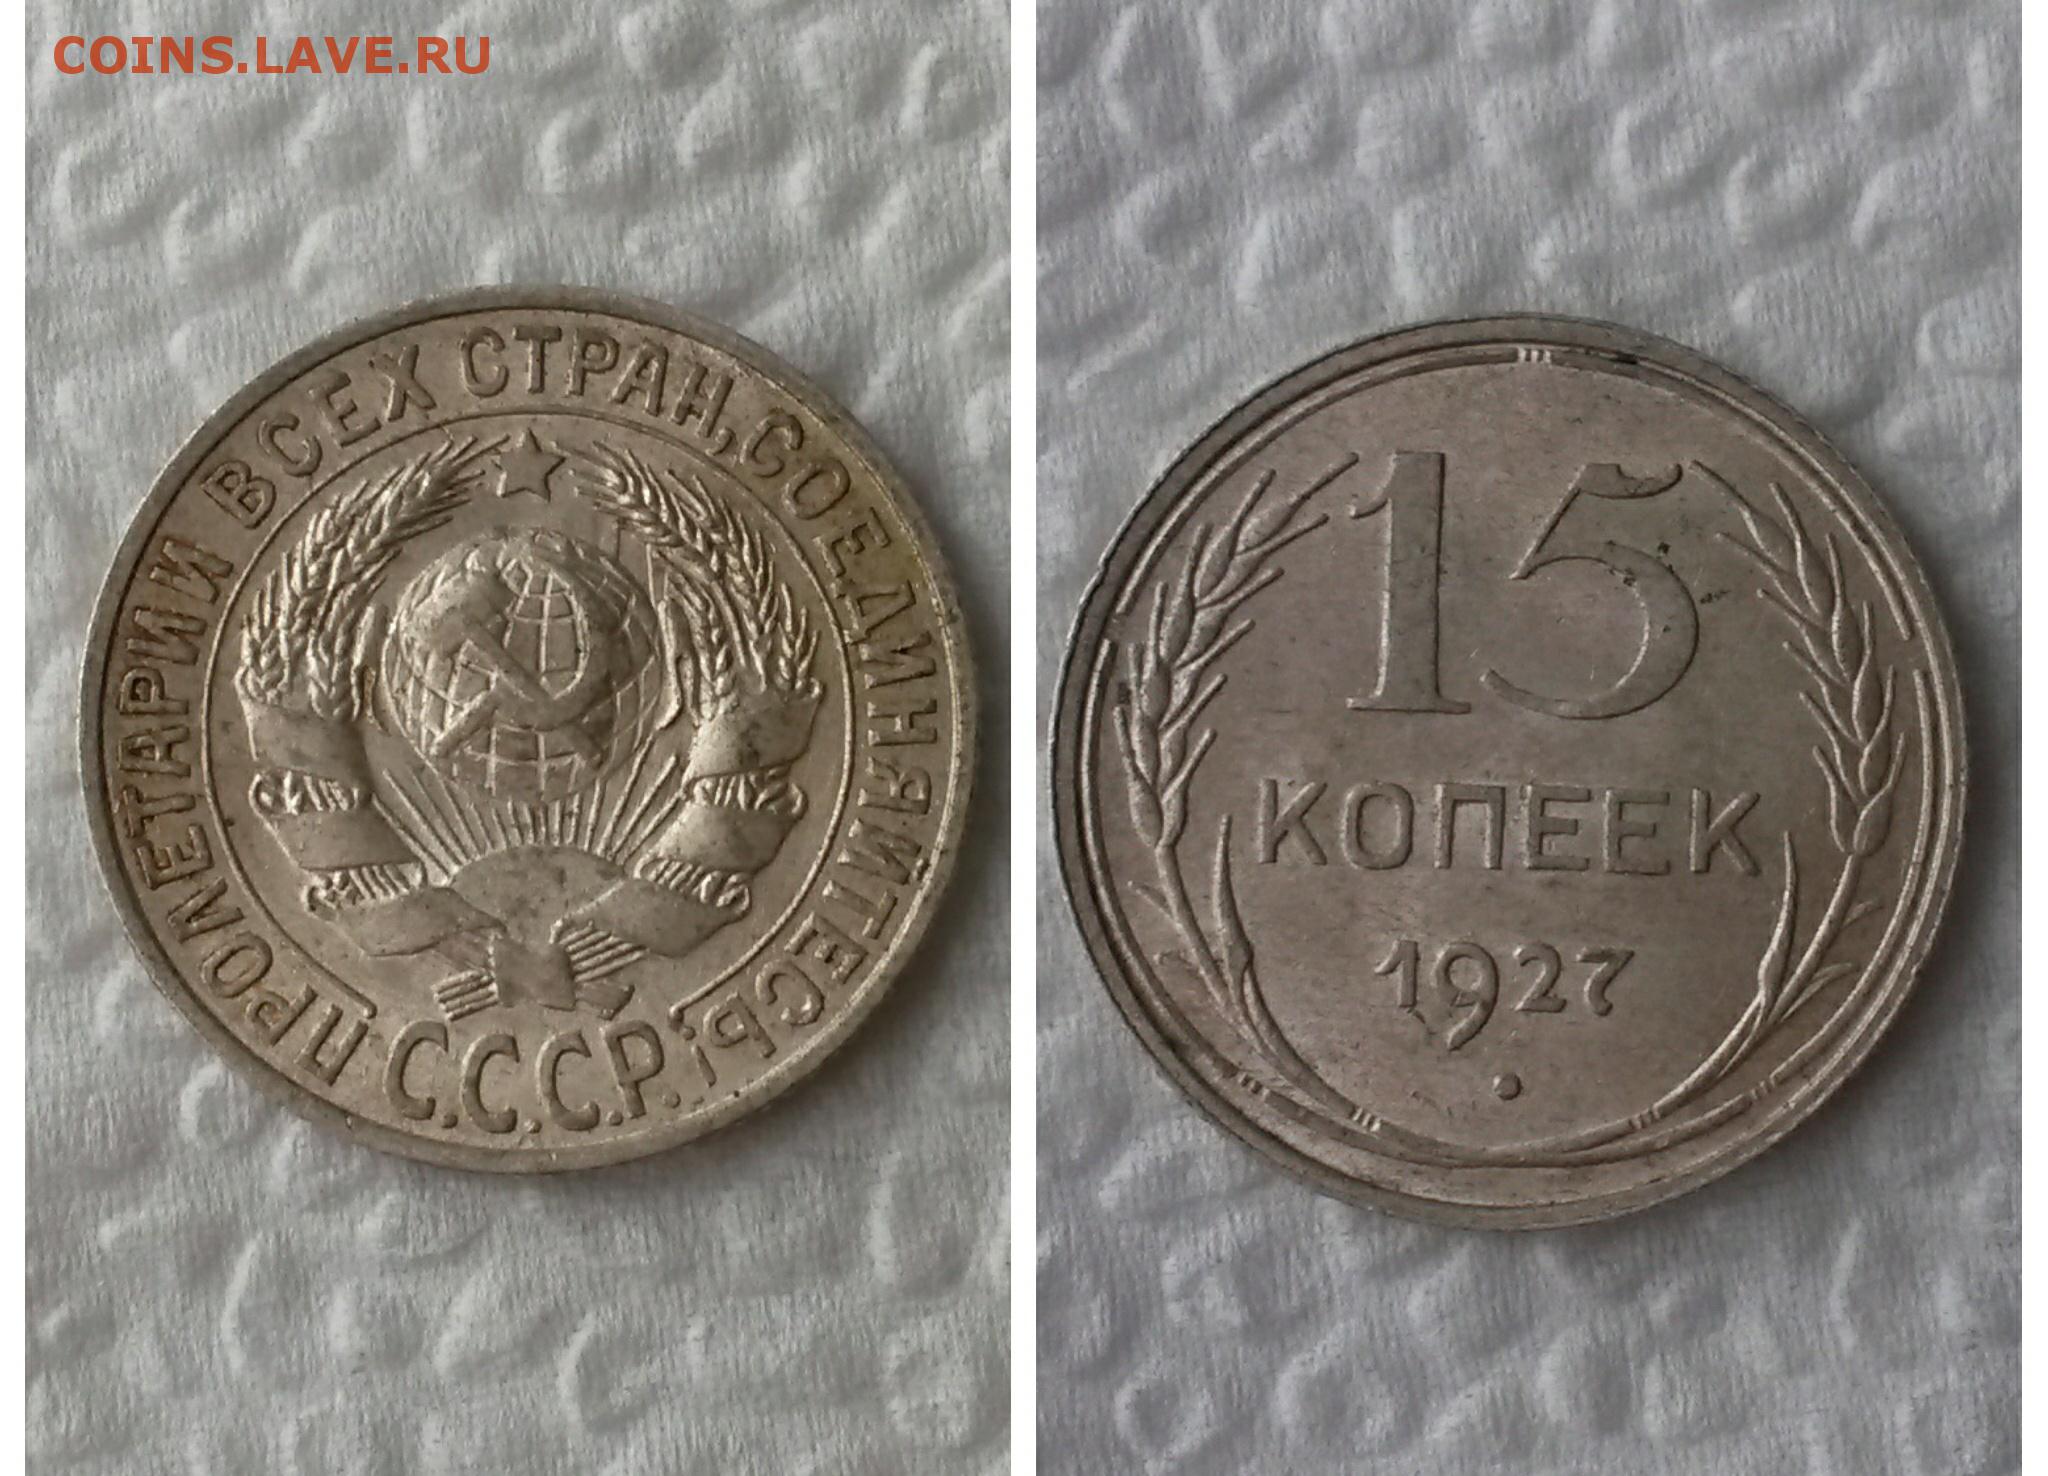 COINS.LAVE.RU
ПРОЛЕТАРИИ ВСЕХ СТРАН, СОЕДИНЯЙТЕСЬ!
С.С.С.Р.
15
КОПЕЕК
1927